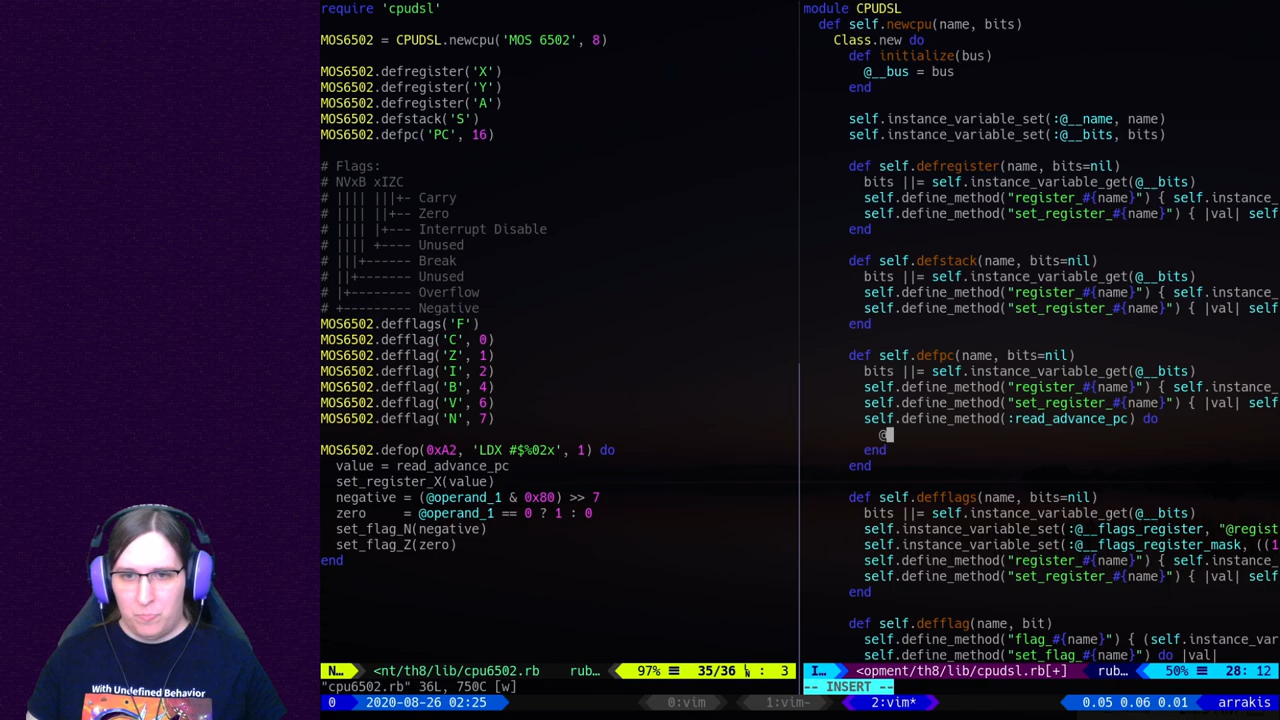 require 'cpudsl'
MOS6502 = CPUDSL.newcpu('MOS 6502', 8)
MOS6502.defregister('X')
MOS6502.defregister('Y')
MOS6502.defregister('A')
MOS6502.defstack('S')
MOS6502.defpc('PC', 16)
# Flags:
# NVxB xIZC
# |||| |||+- Carry
# |||| ||+-- Zero
# |||| |+--- Interrupt Disable
# |||| +---- Unused
# |||+------ Break
# ||+------- Unused
# |+-------- Overflow
# +--------- Negative
MOS6502.defflags('F')
MOS6502.defflag('C', 0)
MOS6502.defflag('Z', 1)
MOS6502.defflag('I', 2)
MOS6502.defflag('B', 4)
MOS6502.defflag('V', 6)
MOS6502.defflag('N', 7)
MOS6502.defop(0xA2, 'LDX #$%02x', 1) do
  value = read_advance_pc
  set_register_X(value)
  negative = (@operand_1 & 0x80) >> 7
  zero     = @operand_1 == 0 ? 1 : 0
  set_flag_N(negative)
  set_flag_Z(zero)
end
N... <nt/th8/lib/cpu6502.rb rub… 97% ≡ 35/36 : 3
"cpu6502.rb" 36L, 750C [w]
module CPUDSL
  def self.newcpu(name, bits)
    Class.new do
      def initialize(bus)
        @__bus = bus
      end
      self.instance_variable_set(:@__name, name)
      self.instance_variable_set(:@__bits, bits)
      def self.defregister(name, bits=nil)
        bits ||= self.instance_variable_get(@__bits)
        self.define_method("register_#{name}") { self.instance_
        self.define_method("set_register_#{name}") { |val| self
      end
      def self.defstack(name, bits=nil)
        bits ||= self.instance_variable_get(@__bits)
        self.define_method("register_#{name}") { self.instance_
        self.define_method("set_register_#{name}") { |val| self
      end
      def self.defpc(name, bits=nil)
        bits ||= self.instance_variable_get(@__bits)
        self.define_method("register_#{name}") { self.instance_
        self.define_method("set_register_#{name}") { |val| self
        self.define_method(:read_advance_pc) do
          @
        end
      end
      def self.defflags(name, bits=nil)
        bits ||= self.instance_variable_get(@__bits)
        self.instance_variable_set(:@__flags_register, "@regist
        self.instance_variable_set(:@__flags_register_mask, ((1
        self.define_method("register_#{name}") { self.instance_
        self.define_method("set_register_#{name}") { |val| self
      end
      def self.defflag(name, bit)
        self.define_method("flag_#{name}") { (self.instance_var
        self.define_method("set_flag_#{name}") do |val|
I... <opment/th8/lib/cpudsl.rb[+] rub… 50% ≡ 28: 12
-- INSERT --
0 2020-08-26 02:25 0:vim 1:vim- 2:vim* 0.05 0.06 0.01 arrakis
With Undefined Behavior